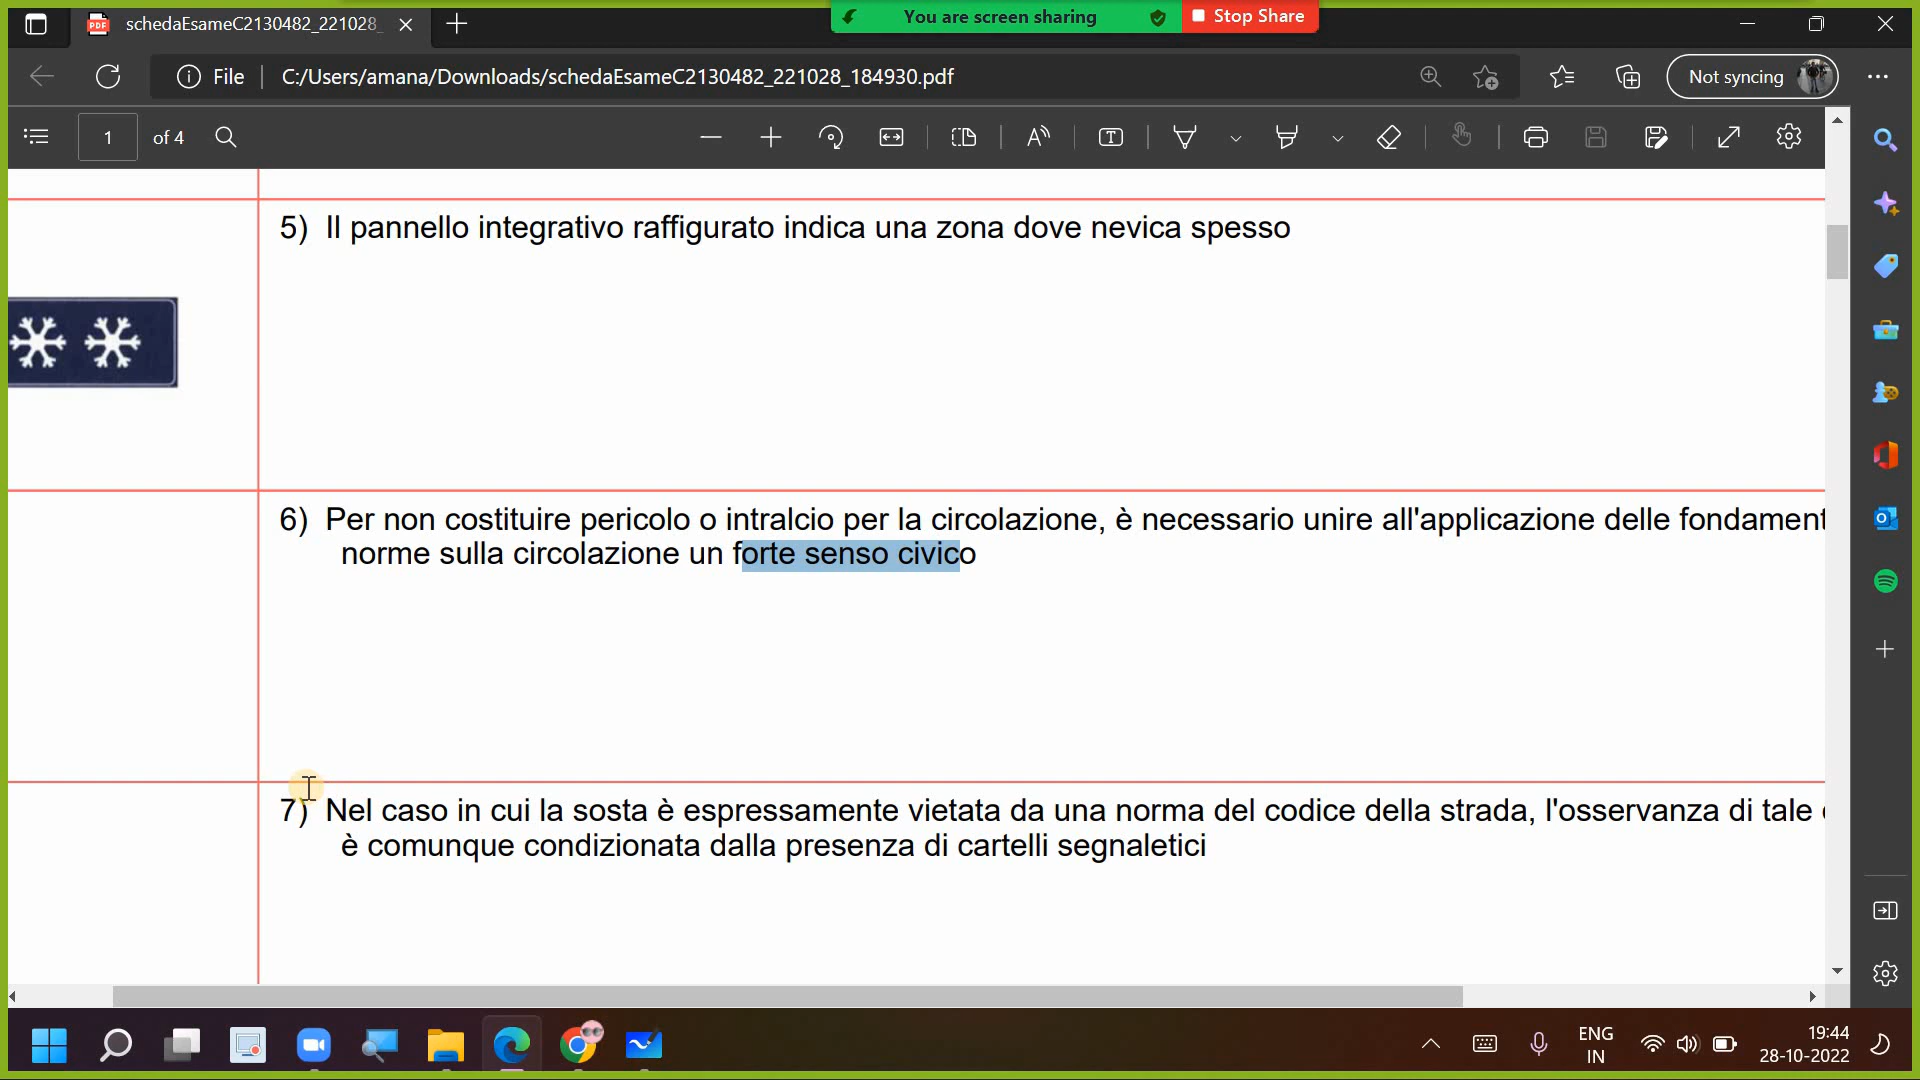 schedaEsameC2130482_221028_
You are screen sharing
Stop Share
File
C:/Users/amana/Downloads/schedaEsameC2130482_221028_184930.pdf
Not syncing
1
of 4
5) Il pannello integrativo raffigurato indica una zona dove nevica spesso
6) Per non costituire pericolo o intralcio per la circolazione, è necessario unire all'applicazione delle fondament
norme sulla circolazione un forte senso civico
7) Nel caso in cui la sosta è espressamente vietata da una norma del codice della strada, l'osservanza di tale
è comunque condizionata dalla presenza di cartelli segnaletici
ENG
IN
19:44
28-10-2022